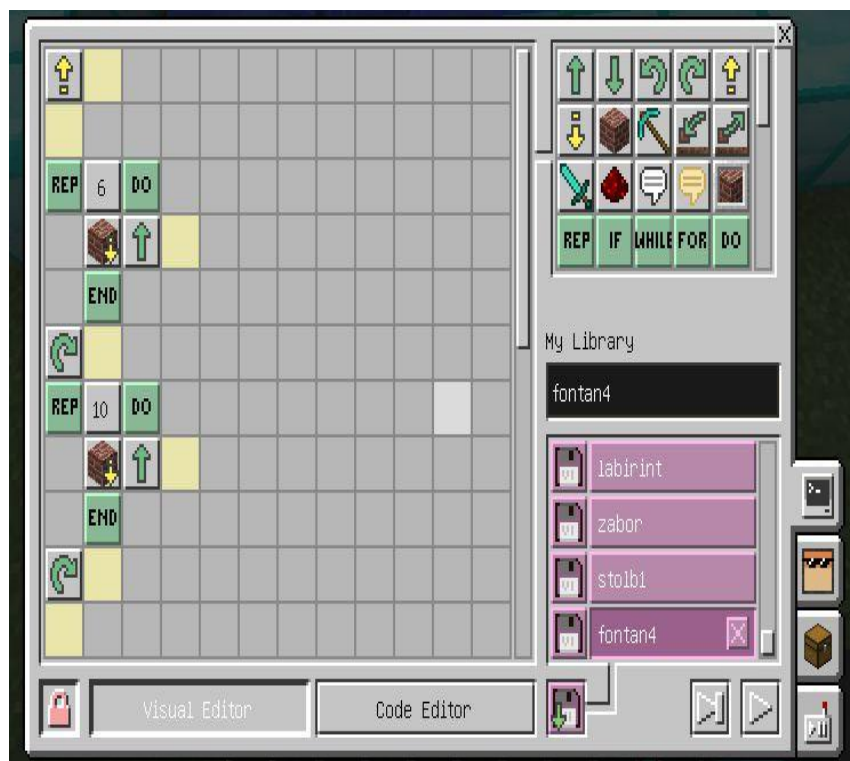 X
REP 6 DO
END
REP 10 DO
END
REP IF WHILE FOR DO
My Library
fontan4
labirint
zabor
stolb1
fontan4 X
Visual Editor
Code Editor